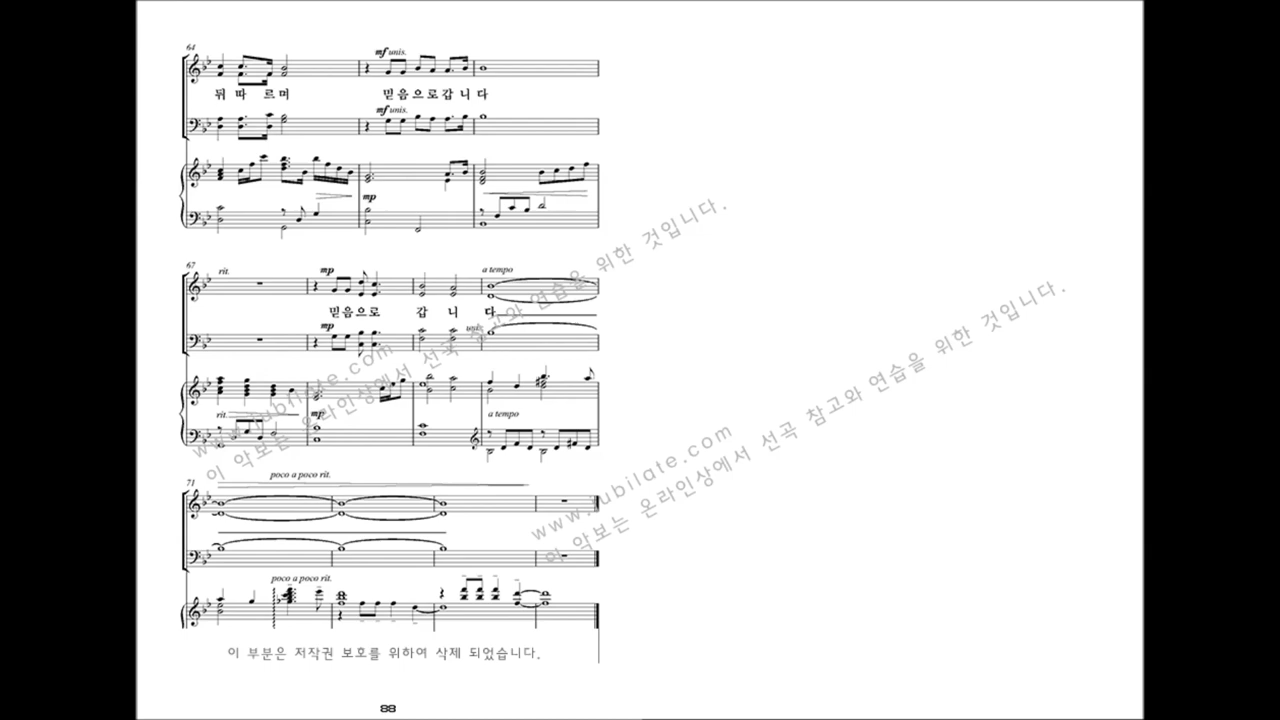 64
mf unis.
뒤 따 르며 믿음으로갑니다
mf unis.
mp
67
rit. mp a tempo
믿음으로 갑 니 다
mp unis.
rit. mp a tempo
71
poco a poco rit.
poco a poco rit.
이 부분은 저작권 보호를 위하여 삭제 되었습니다.
88
www.jubilate.com
이 악보는 온라인상에서 선곡 참고와 연습을 위한 것입니다.
www.jubilate.com
이 악보는 온라인상에서 선곡 참고와 연습을 위한 것입니다.